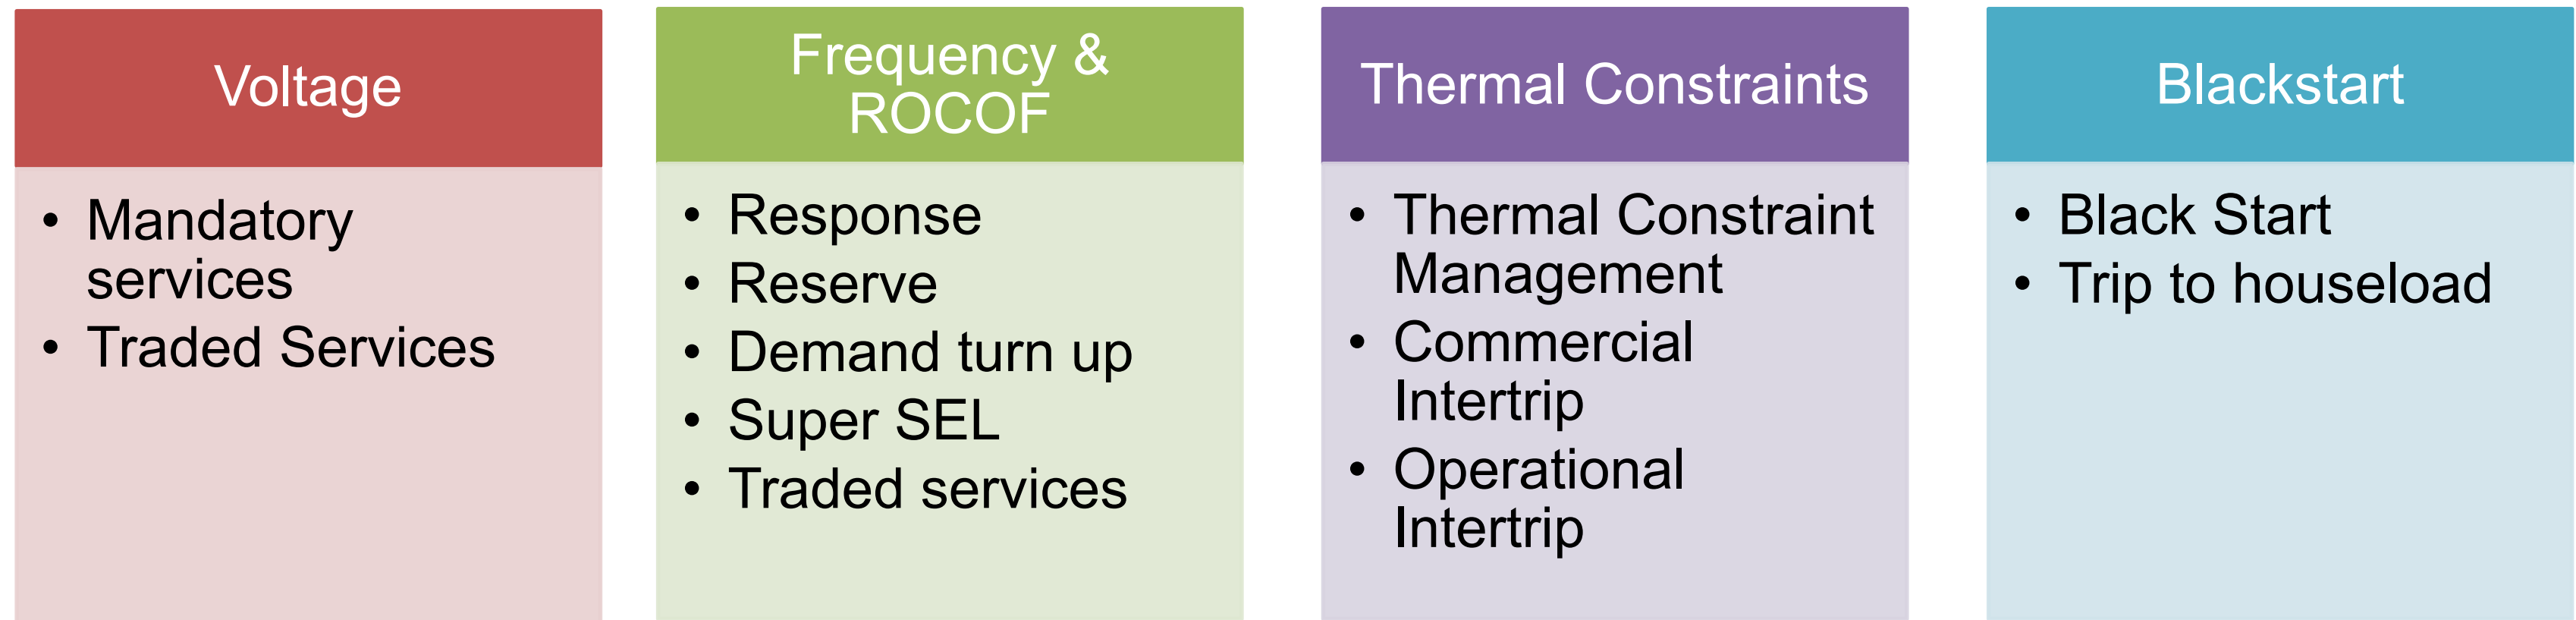 Voltage
• Mandatory
services
• Traded Services
Frequency &
ROCOF
• Response
• Reserve
• Demand turn up
• Super SEL
• Traded services
Thermal Constraints
• Thermal Constraint
Management
• Commercial
Intertrip
• Operational
Intertrip
Blackstart
• Black Start
• Trip to houseload